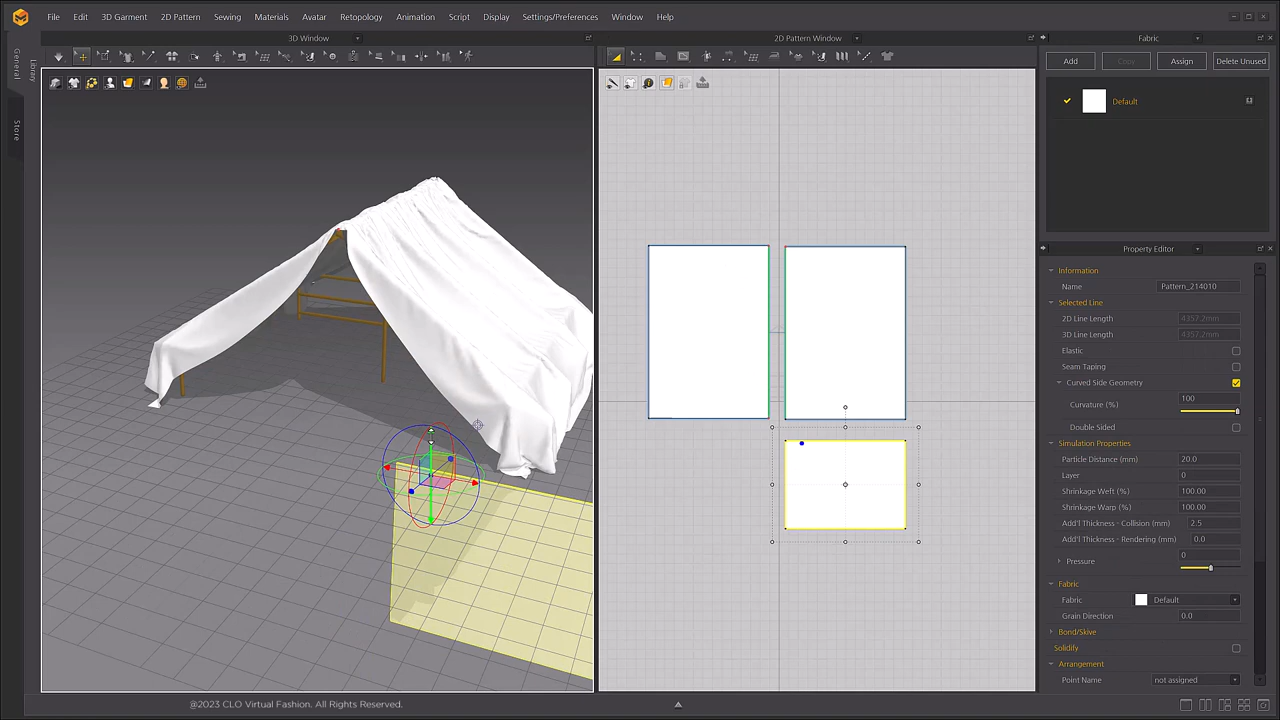 File Edit 3D Garment 2D Pattern Sewing Materials Avatar Retopology Animation Script Display Settings/Preferences Window Help
3D Window
2D Pattern Window
Fabric
General
Library
Store
Add Copy Assign Delete Unused
Default
Property Editor
Information
Name Pattern_214010
Selected Line
2D Line Length 4357.2mm
3D Line Length 4357.2mm
Elastic
Seam Taping
Curved Side Geometry
Curvature (%) 100
Double Sided
Simulation Properties
Particle Distance (mm) 20.0
Layer 0
Shrinkage Weft (%) 100.00
Shrinkage Warp (%) 100.00
Add'l Thickness - Collision (mm) 2.5
Add'l Thickness - Rendering (mm) 0.0
Pressure 0
Fabric
Fabric Default
Grain Direction 0.0
Bond/Skive
Solidify
Arrangement
Point Name not assigned
@2023 CLO Virtual Fashion. All Rights Reserved.